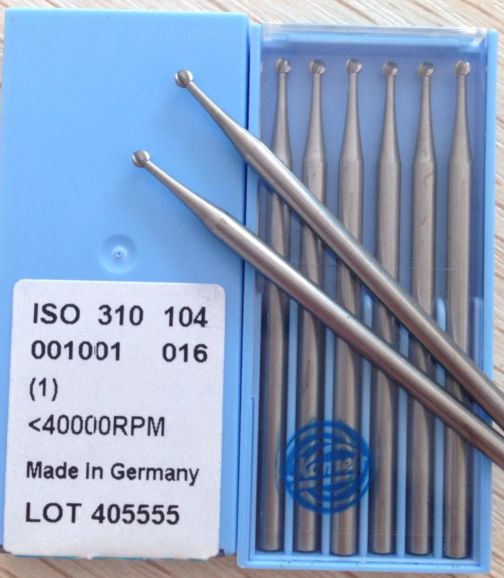 ISO 310 104
001001 016
(1)
<40000RPM
Made In Germany
LOT 405555